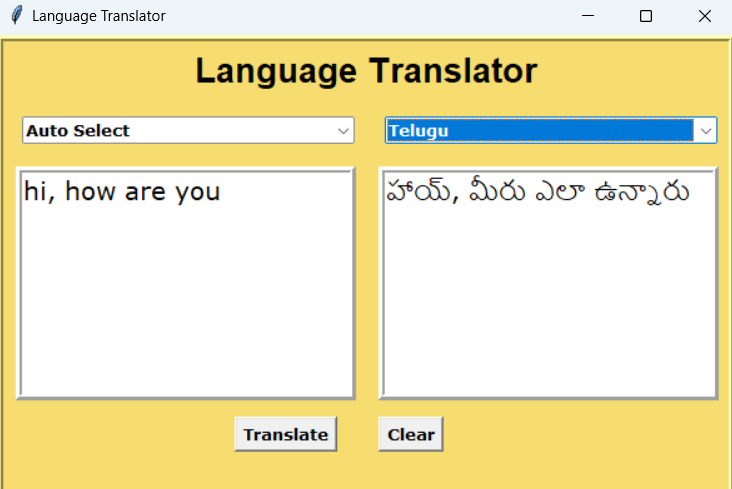 Language Translator
Language Translator
Auto Select
Telugu
hi, how are you
హాయ్, మీరు ఎలా ఉన్నారు
Translate
Clear